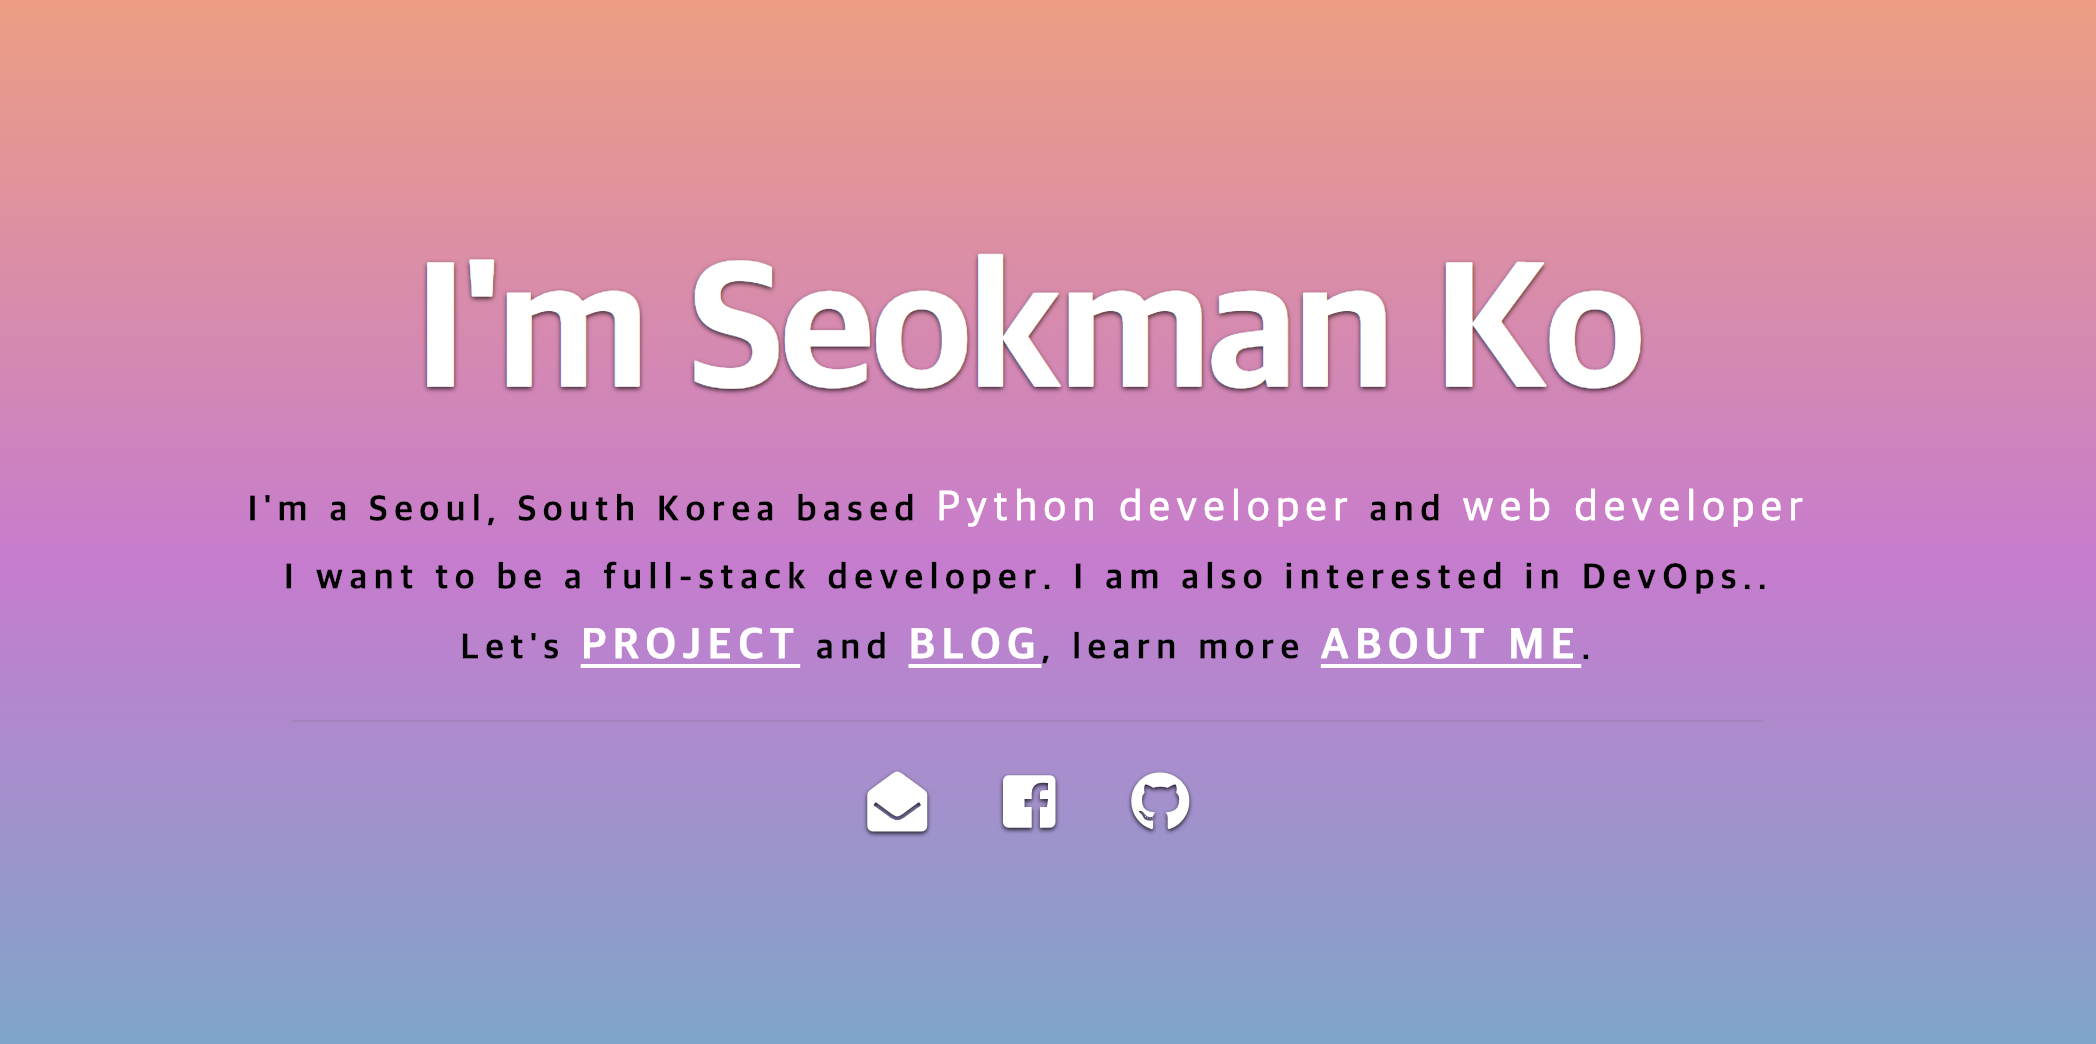 I'm Seokman Ko
I'm a Seoul, South Korea based Python developer and web developer
I want to be a full-stack developer. I am also interested in DevOps..
Let's PROJECT and BLOG, learn more ABOUT ME.